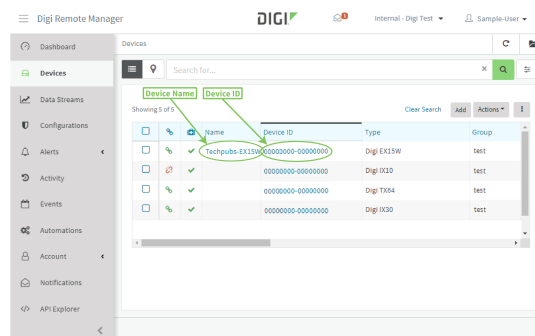 Digi Remote Manager
DIGI
Internal - Digi Test
Sample-User
Dashboard
Devices
Data Streams
Configurations
Alerts
Activity
Events
Automations
Account
Notifications
API Explorer
Devices
Search for...
Device Name Device ID
Showing 5 of 5
Clear Search Add Actions
Name Device ID Type Group
Techpubs-EX15W 00000000-00000000 Digi EX15W test
00000000-00000000 Digi IX10 test
00000000-00000000 Digi TX64 test
00000000-00000000 Digi IX30 test